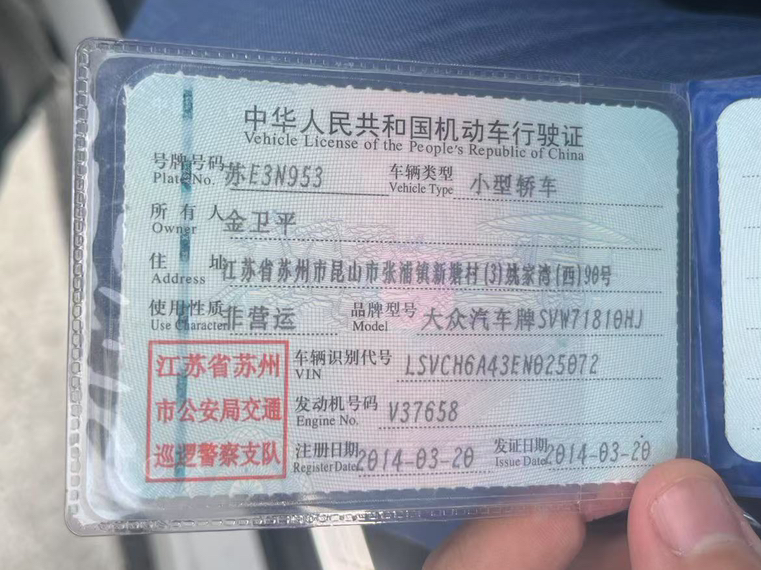 中华人民共和国机动车行驶证
Vehicle License of the People's Republic of China
号牌号码 苏E3N953 车辆类型 小型轿车
Plate No. Vehicle Type
所有人 金卫平
Owner
住址 江苏省苏州市昆山市张浦镇新塘村(3)姚家湾(西)90号
Address
使用性质 非营运 品牌型号 大众汽车牌SVW71810HJ
Use Character Model
江苏省苏州
市公安局交通
巡逻警察支队
车辆识别代号 LSVCH6A43EN025072
VIN
发动机号码 V37658
Engine No.
注册日期 2014-03-20 发证日期 2014-03-20
Register Date Issue Date